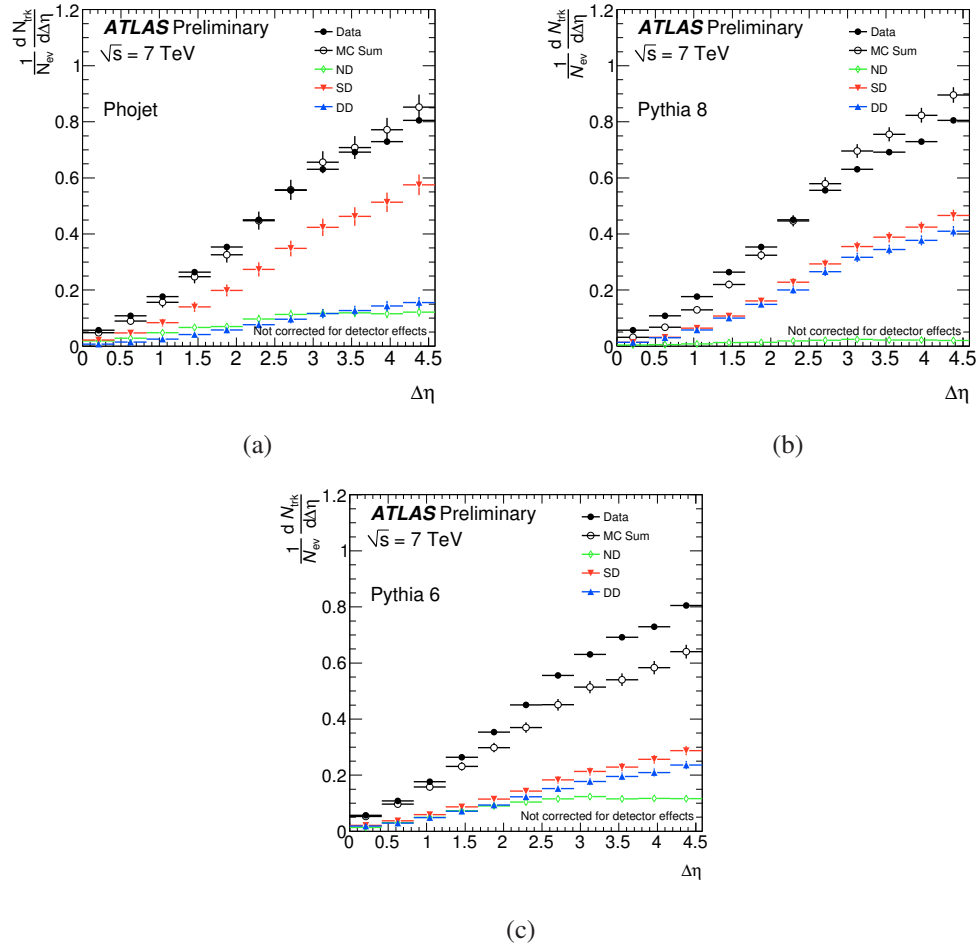 1/N_ev d N_trk/dΔη
1.2
1
0.8
0.6
0.4
0.2
0
ATLAS Preliminary
√s = 7 TeV
Phojet
Data
MC Sum
ND
SD
DD
Not corrected for detector effects
0 0.5 1 1.5 2 2.5 3 3.5 4 4.5
Δη
(a)
1/N_ev d N_trk/dΔη
1.2
1
0.8
0.6
0.4
0.2
0
ATLAS Preliminary
√s = 7 TeV
Pythia 8
Data
MC Sum
ND
SD
DD
Not corrected for detector effects
0 0.5 1 1.5 2 2.5 3 3.5 4 4.5
Δη
(b)
1/N_ev d N_trk/dΔη
1.2
1
0.8
0.6
0.4
0.2
0
ATLAS Preliminary
√s = 7 TeV
Pythia 6
Data
MC Sum
ND
SD
DD
Not corrected for detector effects
0 0.5 1 1.5 2 2.5 3 3.5 4 4.5
Δη
(c)